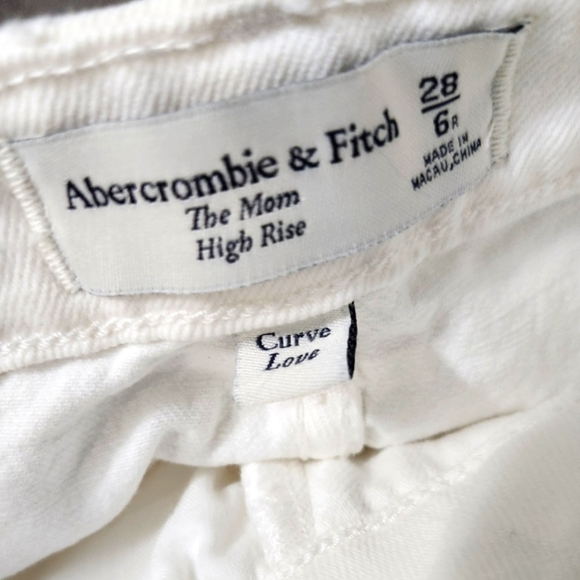 Abercrombie & Fitch
The Mom
High Rise
28
6R
MADE IN
MACAU, CHINA
Curve
Love